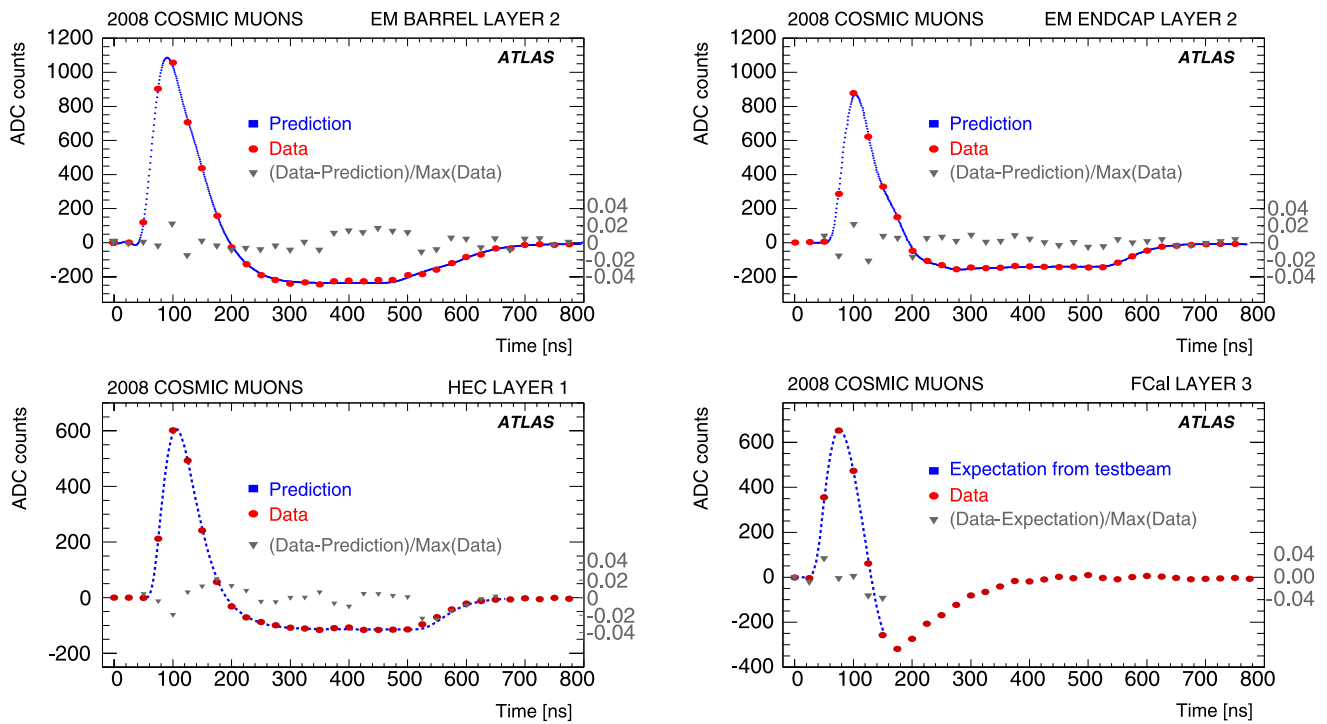 2008 COSMIC MUONS EM BARREL LAYER 2
ADC counts
1200
1000
800
600
400
200
0
-200
ATLAS
Prediction
Data
(Data-Prediction)/Max(Data)
0.04
0.02
0
-0.02
-0.04
0 100 200 300 400 500 600 700 800
Time [ns]
2008 COSMIC MUONS EM ENDCAP LAYER 2
ADC counts
1200
1000
800
600
400
200
0
-200
ATLAS
Prediction
Data
(Data-Prediction)/Max(Data)
0.04
0.02
0
-0.02
-0.04
0 100 200 300 400 500 600 700 800
Time [ns]
2008 COSMIC MUONS HEC LAYER 1
ADC counts
600
400
200
0
-200
ATLAS
Prediction
Data
(Data-Prediction)/Max(Data)
0.04
0.02
0
-0.02
-0.04
0 100 200 300 400 500 600 700 800
Time [ns]
2008 COSMIC MUONS FCal LAYER 3
ADC counts
600
400
200
0
-200
-400
ATLAS
Expectation from testbeam
Data
(Data-Expectation)/Max(Data)
0.04
0.00
-0.04
0 100 200 300 400 500 600 700 800
Time [ns]